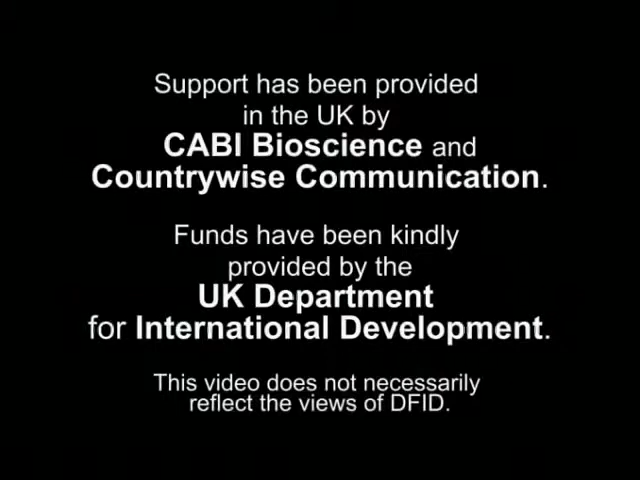 Support has been provided
in the UK by
CABI Bioscience and
Countrywise Communication.
Funds have been kindly
provided by the
UK Department
for International Development.
This video does not necessarily
reflect the views of DFID.